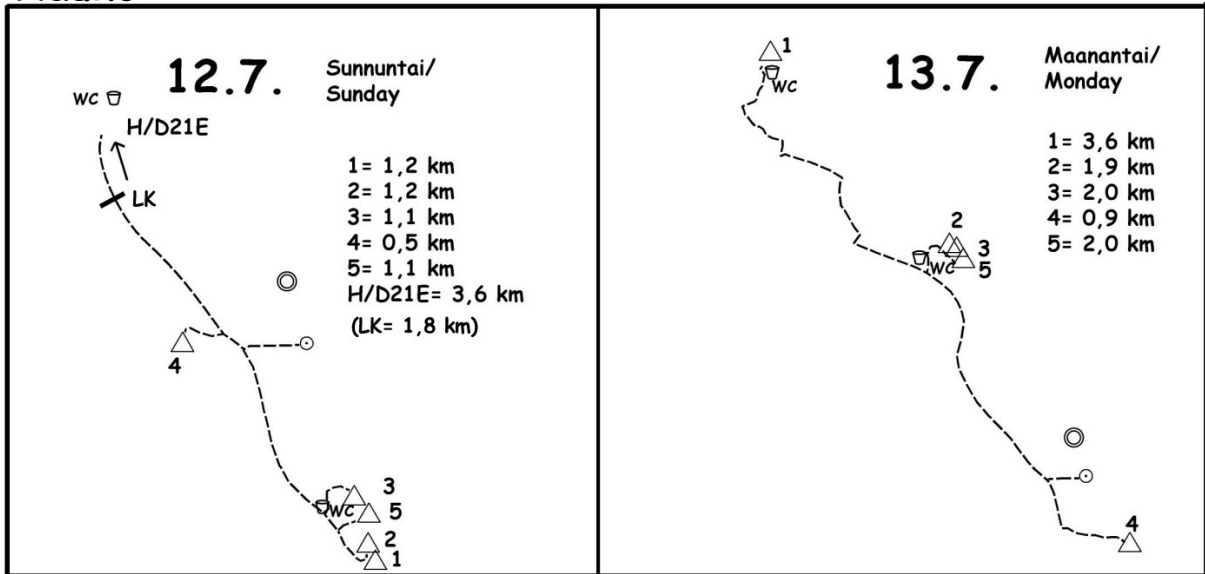 12.7.
Sunnuntai/
Sunday
WC
H/D21E
LK
1= 1,2 km
2= 1,2 km
3= 1,1 km
4= 0,5 km
5= 1,1 km
H/D21E= 3,6 km
(LK= 1,8 km)
4
3
WC
5
2
1
1
WC
13.7.
Maanantai/
Monday
1= 3,6 km
2= 1,9 km
3= 2,0 km
4= 0,9 km
5= 2,0 km
2
3
WC
5
4